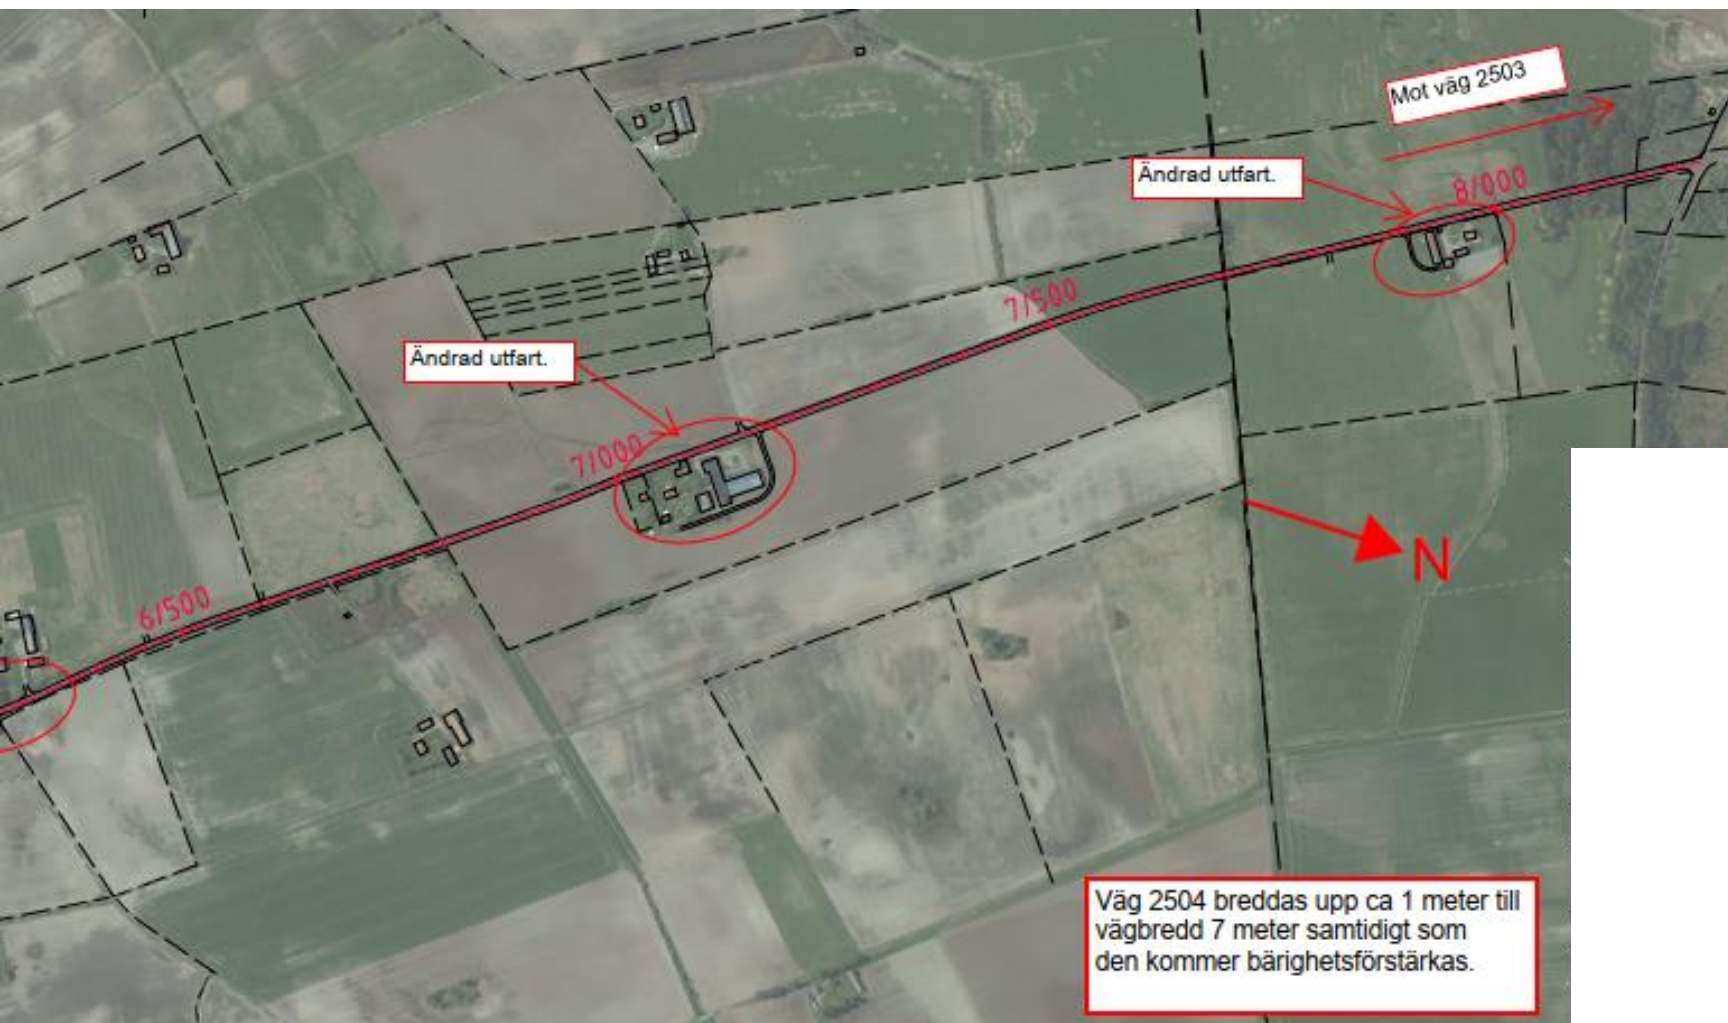 Mot väg 2503
Ändrad utfart.
8/000
7/500
Ändrad utfart.
7/000
6/500
N
Väg 2504 breddas upp ca 1 meter till
vägbredd 7 meter samtidigt som
den kommer bärighetsförstärkas.